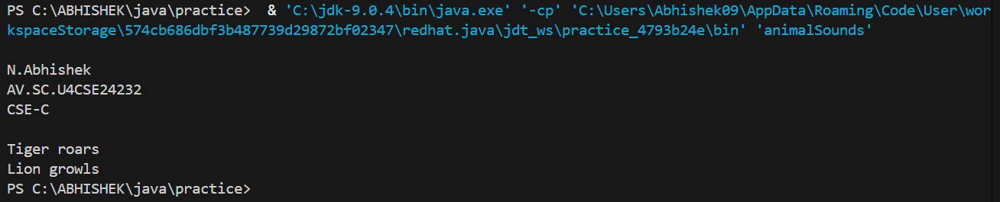 PS C:\ABHISHEK\java\practice>  & 'C:\jdk-9.0.4\bin\java.exe' '-cp' 'C:\Users\Abhishek09\AppData\Roaming\Code\User\wor
kspaceStorage\574cb686dbf3b487739d29872bf02347\redhat.java\jdt_ws\practice_4793b24e\bin' 'animalSounds'
N.Abhishek
AV.SC.U4CSE24232
CSE-C
Tiger roars
Lion growls
PS C:\ABHISHEK\java\practice>